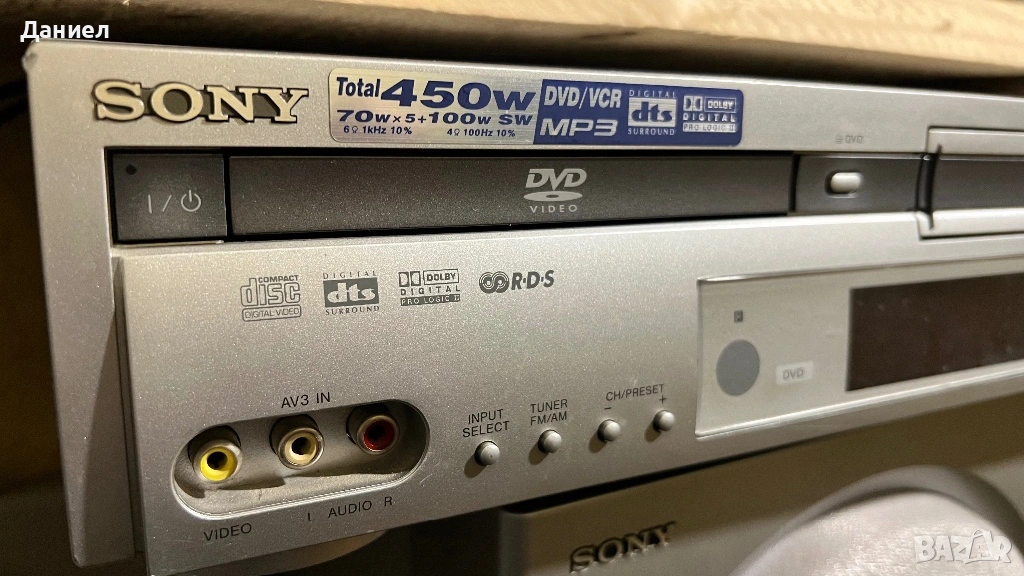 Даниел
SONY
Total 450W
70W×5+100W SW
6Ω 1kHz 10% 4Ω 100Hz 10%
DVD/VCR
MP3
DIGITAL
dts
SURROUND
DOLBY
DIGITAL
PRO LOGIC II
DVD
I/
DVD
VIDEO
COMPACT
disc
DIGITAL VIDEO
DIGITAL
dts
SURROUND
DOLBY
DIGITAL
PRO LOGIC II
R·D·S
DVD
AV3 IN
VIDEO
L AUDIO R
INPUT
SELECT
TUNER
FM/AM
CH/PRESET
− +
SONY
BAZAR